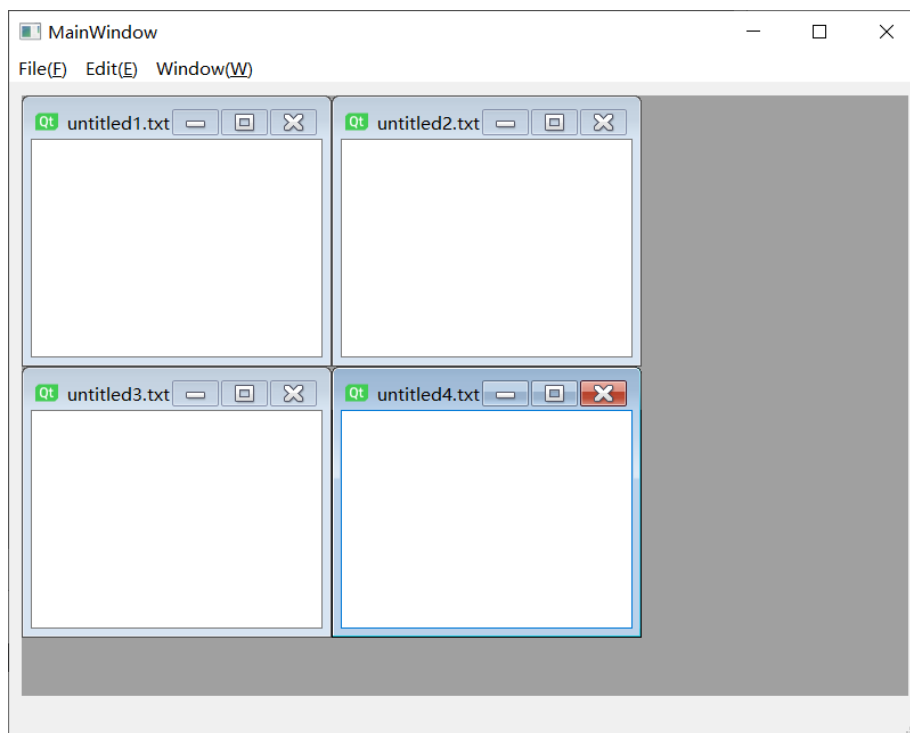 MainWindow
File(F) Edit(E) Window(W)
Qt untitled1.txt Qt untitled2.txt
Qt untitled3.txt Qt untitled4.txt